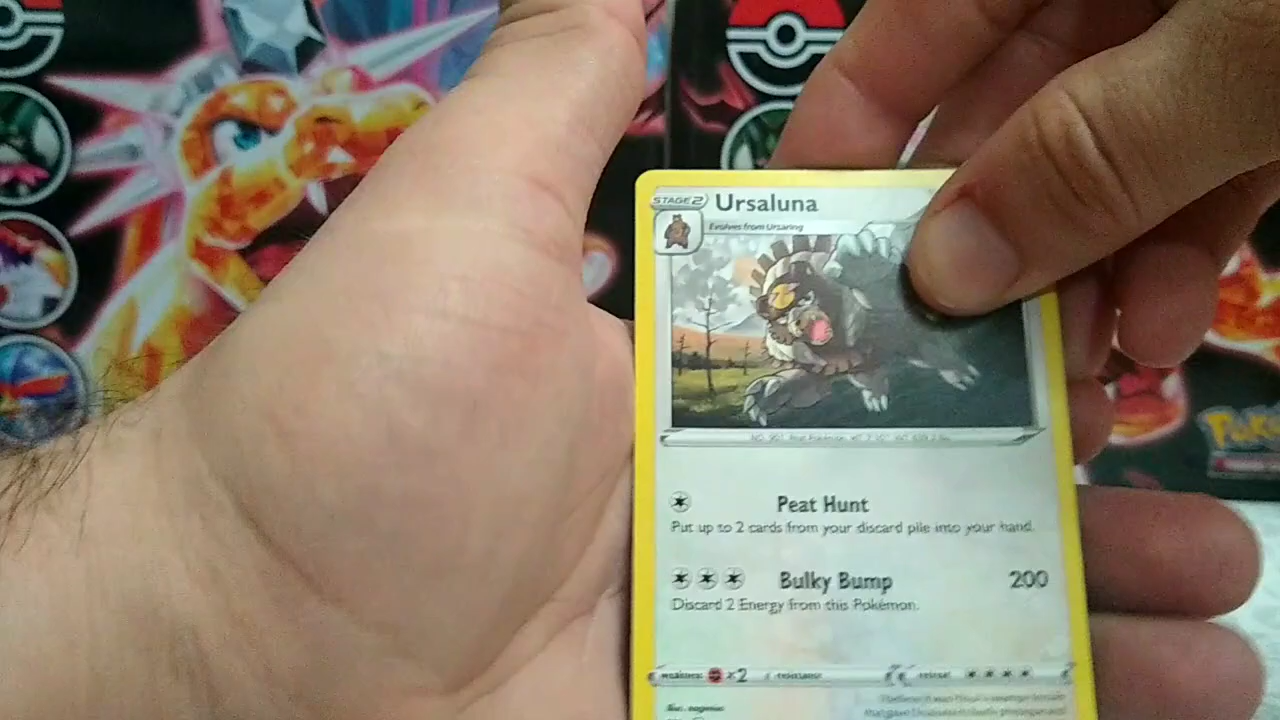 STAGE 2 Ursaluna
Evolves from Ursaring
Peat Hunt
Put up to 2 cards from your discard pile into your hand.
Bulky Bump 200
Discard 2 Energy from this Pokémon.
weakness ×2 resistance retreat
Illus.